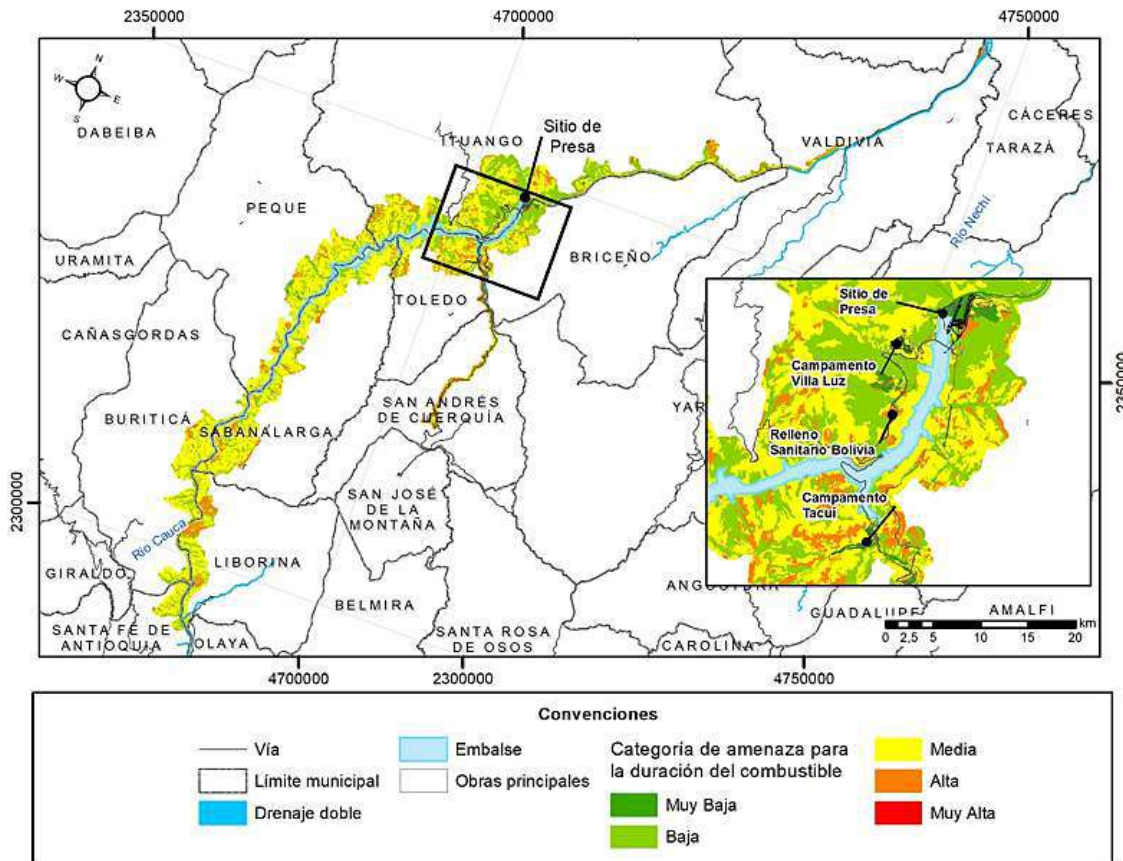 2350000
4700000
4750000
N
W
E
S
DABEIBA
ITUANGO
Sitio de
Presa
VALDIVIA
CÁCERES
TARAZÁ
PEQUE
Río Nechí
URAMITA
BRICEÑO
TOLEDO
CAÑASGORDAS
SAN ANDRÉS
DE CUERQUÍA
BURITICÁ
SABANALARGA
2300000
SAN JOSÉ
DE LA
MONTAÑA
Río Cauca
LIBORINA
GIRALDO
BELMIRA
SANTA FÉ DE
ANTIOQUIA
OLAYA
SANTA ROSA
DE OSOS
CAROLINA
GUADALUPE
AMALFI
Sitio de
Presa
Campamento
Villa Luz
Relleno
Sanitario Bolivia
Campamento
Tacui
km
0 2,5 5 10 15 20
4700000
2300000
4750000
Convenciones
Vía
Límite municipal
Drenaje doble
Embalse
Obras principales
Categoría de amenaza para
la duración del combustible
Muy Baja
Baja
Media
Alta
Muy Alta